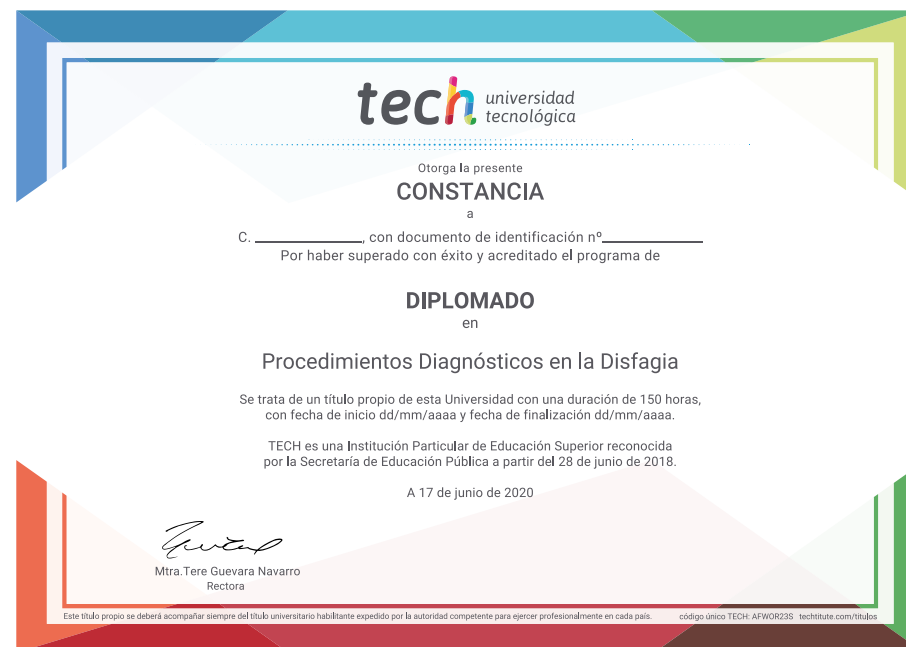 tech universidad
tecnológica
Otorga la presente
CONSTANCIA
a
C. ____________, con documento de identificación nº____________
Por haber superado con éxito y acreditado el programa de
DIPLOMADO
en
Procedimientos Diagnósticos en la Disfagia
Se trata de un título propio de esta Universidad con una duración de 150 horas,
con fecha de inicio dd/mm/aaaa y fecha de finalización dd/mm/aaaa.
TECH es una Institución Particular de Educación Superior reconocida
por la Secretaría de Educación Pública a partir del 28 de junio de 2018.
A 17 de junio de 2020
Mtra.Tere Guevara Navarro
Rectora
Este título propio se deberá acompañar siempre del título universitario habilitante expedido por la autoridad competente para ejercer profesionalmente en cada país. código único TECH: AFWOR23S techtitute.com/titulos